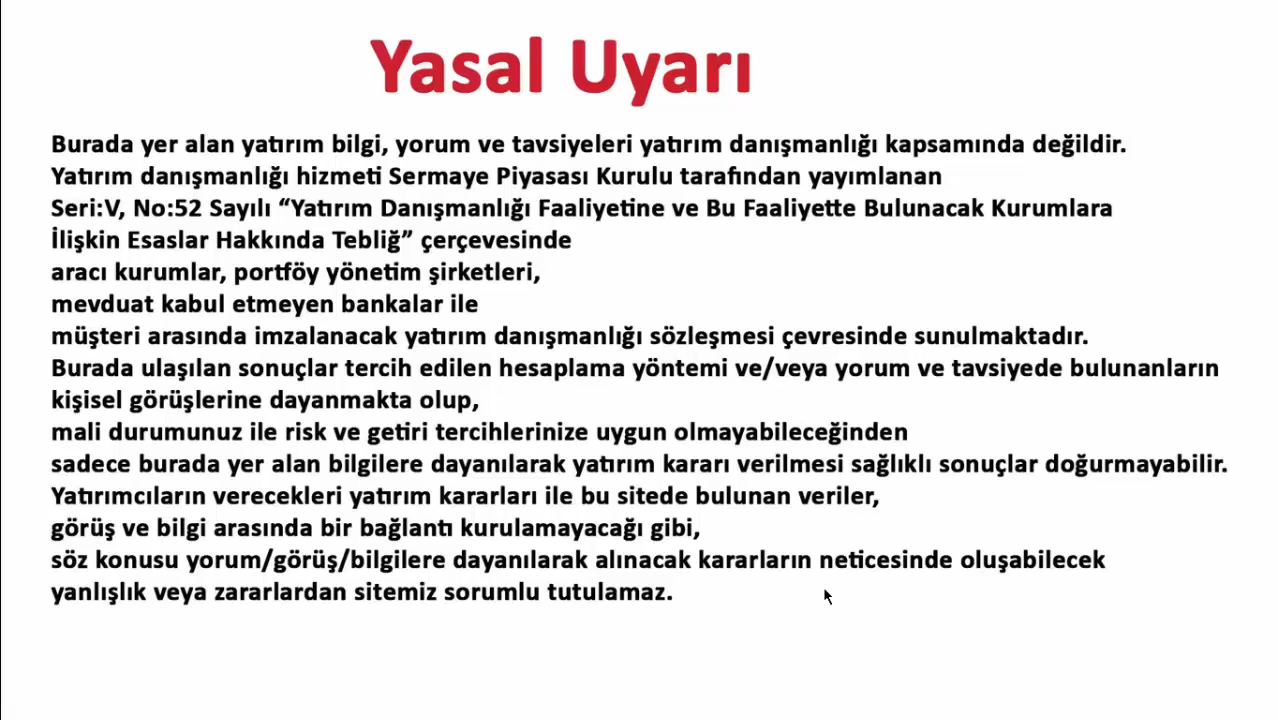 Yasal Uyarı
Burada yer alan yatırım bilgi, yorum ve tavsiyeleri yatırım danışmanlığı kapsamında değildir.
Yatırım danışmanlığı hizmeti Sermaye Piyasası Kurulu tarafından yayımlanan
Seri:V, No:52 Sayılı “Yatırım Danışmanlığı Faaliyetine ve Bu Faaliyette Bulunacak Kurumlara
İlişkin Esaslar Hakkında Tebliğ” çerçevesinde
aracı kurumlar, portföy yönetim şirketleri,
mevduat kabul etmeyen bankalar ile
müşteri arasında imzalanacak yatırım danışmanlığı sözleşmesi çevresinde sunulmaktadır.
Burada ulaşılan sonuçlar tercih edilen hesaplama yöntemi ve/veya yorum ve tavsiyede bulunanların
kişisel görüşlerine dayanmakta olup,
mali durumunuz ile risk ve getiri tercihlerinize uygun olmayabileceğinden
sadece burada yer alan bilgilere dayanılarak yatırım kararı verilmesi sağlıklı sonuçlar doğurmayabilir.
Yatırımcıların verecekleri yatırım kararları ile bu sitede bulunan veriler,
görüş ve bilgi arasında bir bağlantı kurulamayacağı gibi,
söz konusu yorum/görüş/bilgilere dayanılarak alınacak kararların neticesinde oluşabilecek
yanlışlık veya zararlardan sitemiz sorumlu tutulamaz.